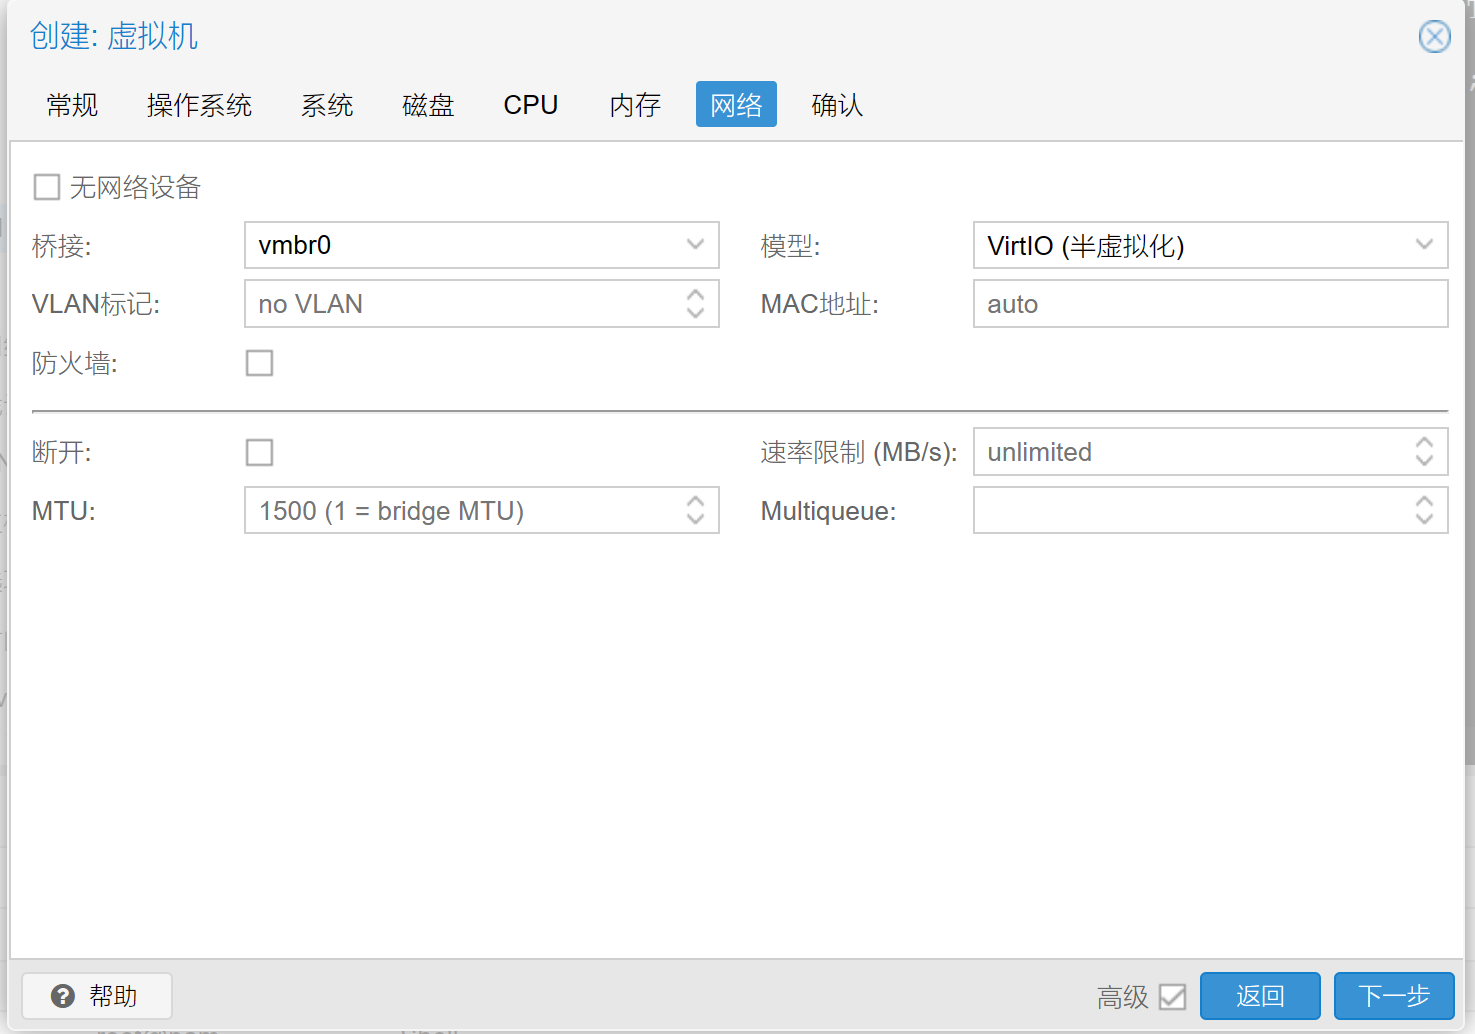 创建: 虚拟机
常规 操作系统 系统 磁盘 CPU 内存 网络 确认
无网络设备
桥接: vmbr0 模型: VirtIO (半虚拟化)
VLAN标记: no VLAN MAC地址: auto
防火墙:
断开: 速率限制 (MB/s): unlimited
MTU: 1500 (1 = bridge MTU) Multiqueue:
帮助 高级 返回 下一步